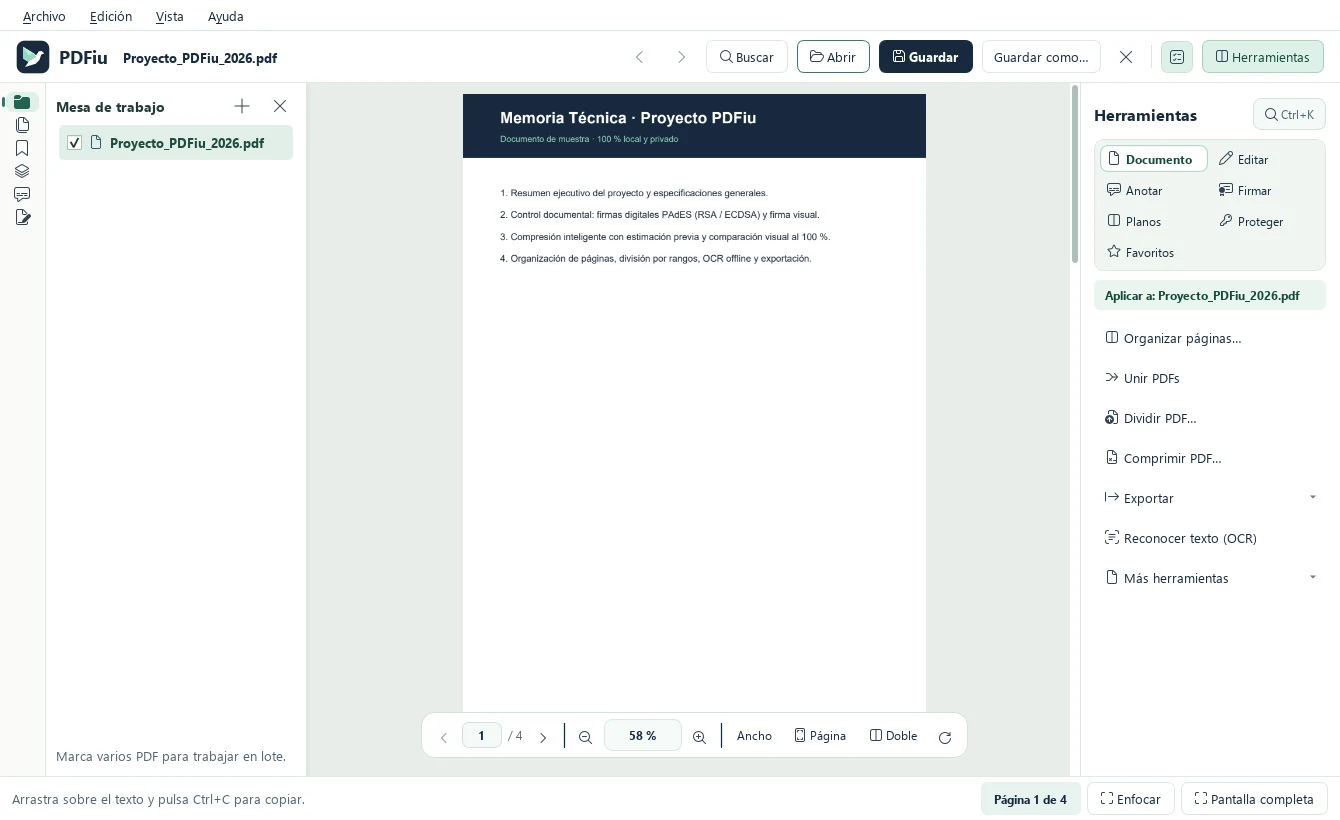 Archivo Edición Vista Ayuda
PDFiu Proyecto_PDFiu_2026.pdf Buscar Abrir Guardar Guardar como... Herramientas
Mesa de trabajo
Proyecto_PDFiu_2026.pdf
Marca varios PDF para trabajar en lote.
Memoria Técnica · Proyecto PDFiu
Documento de muestra · 100 % local y privado
1. Resumen ejecutivo del proyecto y especificaciones generales.
2. Control documental: firmas digitales PAdES (RSA / ECDSA) y firma visual.
3. Compresión inteligente con estimación previa y comparación visual al 100 %.
4. Organización de páginas, división por rangos, OCR offline y exportación.
1 / 4 58 % Ancho Página Doble
Herramientas Ctrl+K
Documento Editar
Anotar Firmar
Planos Proteger
Favoritos
Aplicar a: Proyecto_PDFiu_2026.pdf
Organizar páginas...
Unir PDFs
Dividir PDF...
Comprimir PDF...
Exportar
Reconocer texto (OCR)
Más herramientas
Arrastra sobre el texto y pulsa Ctrl+C para copiar. Página 1 de 4 Enfocar Pantalla completa